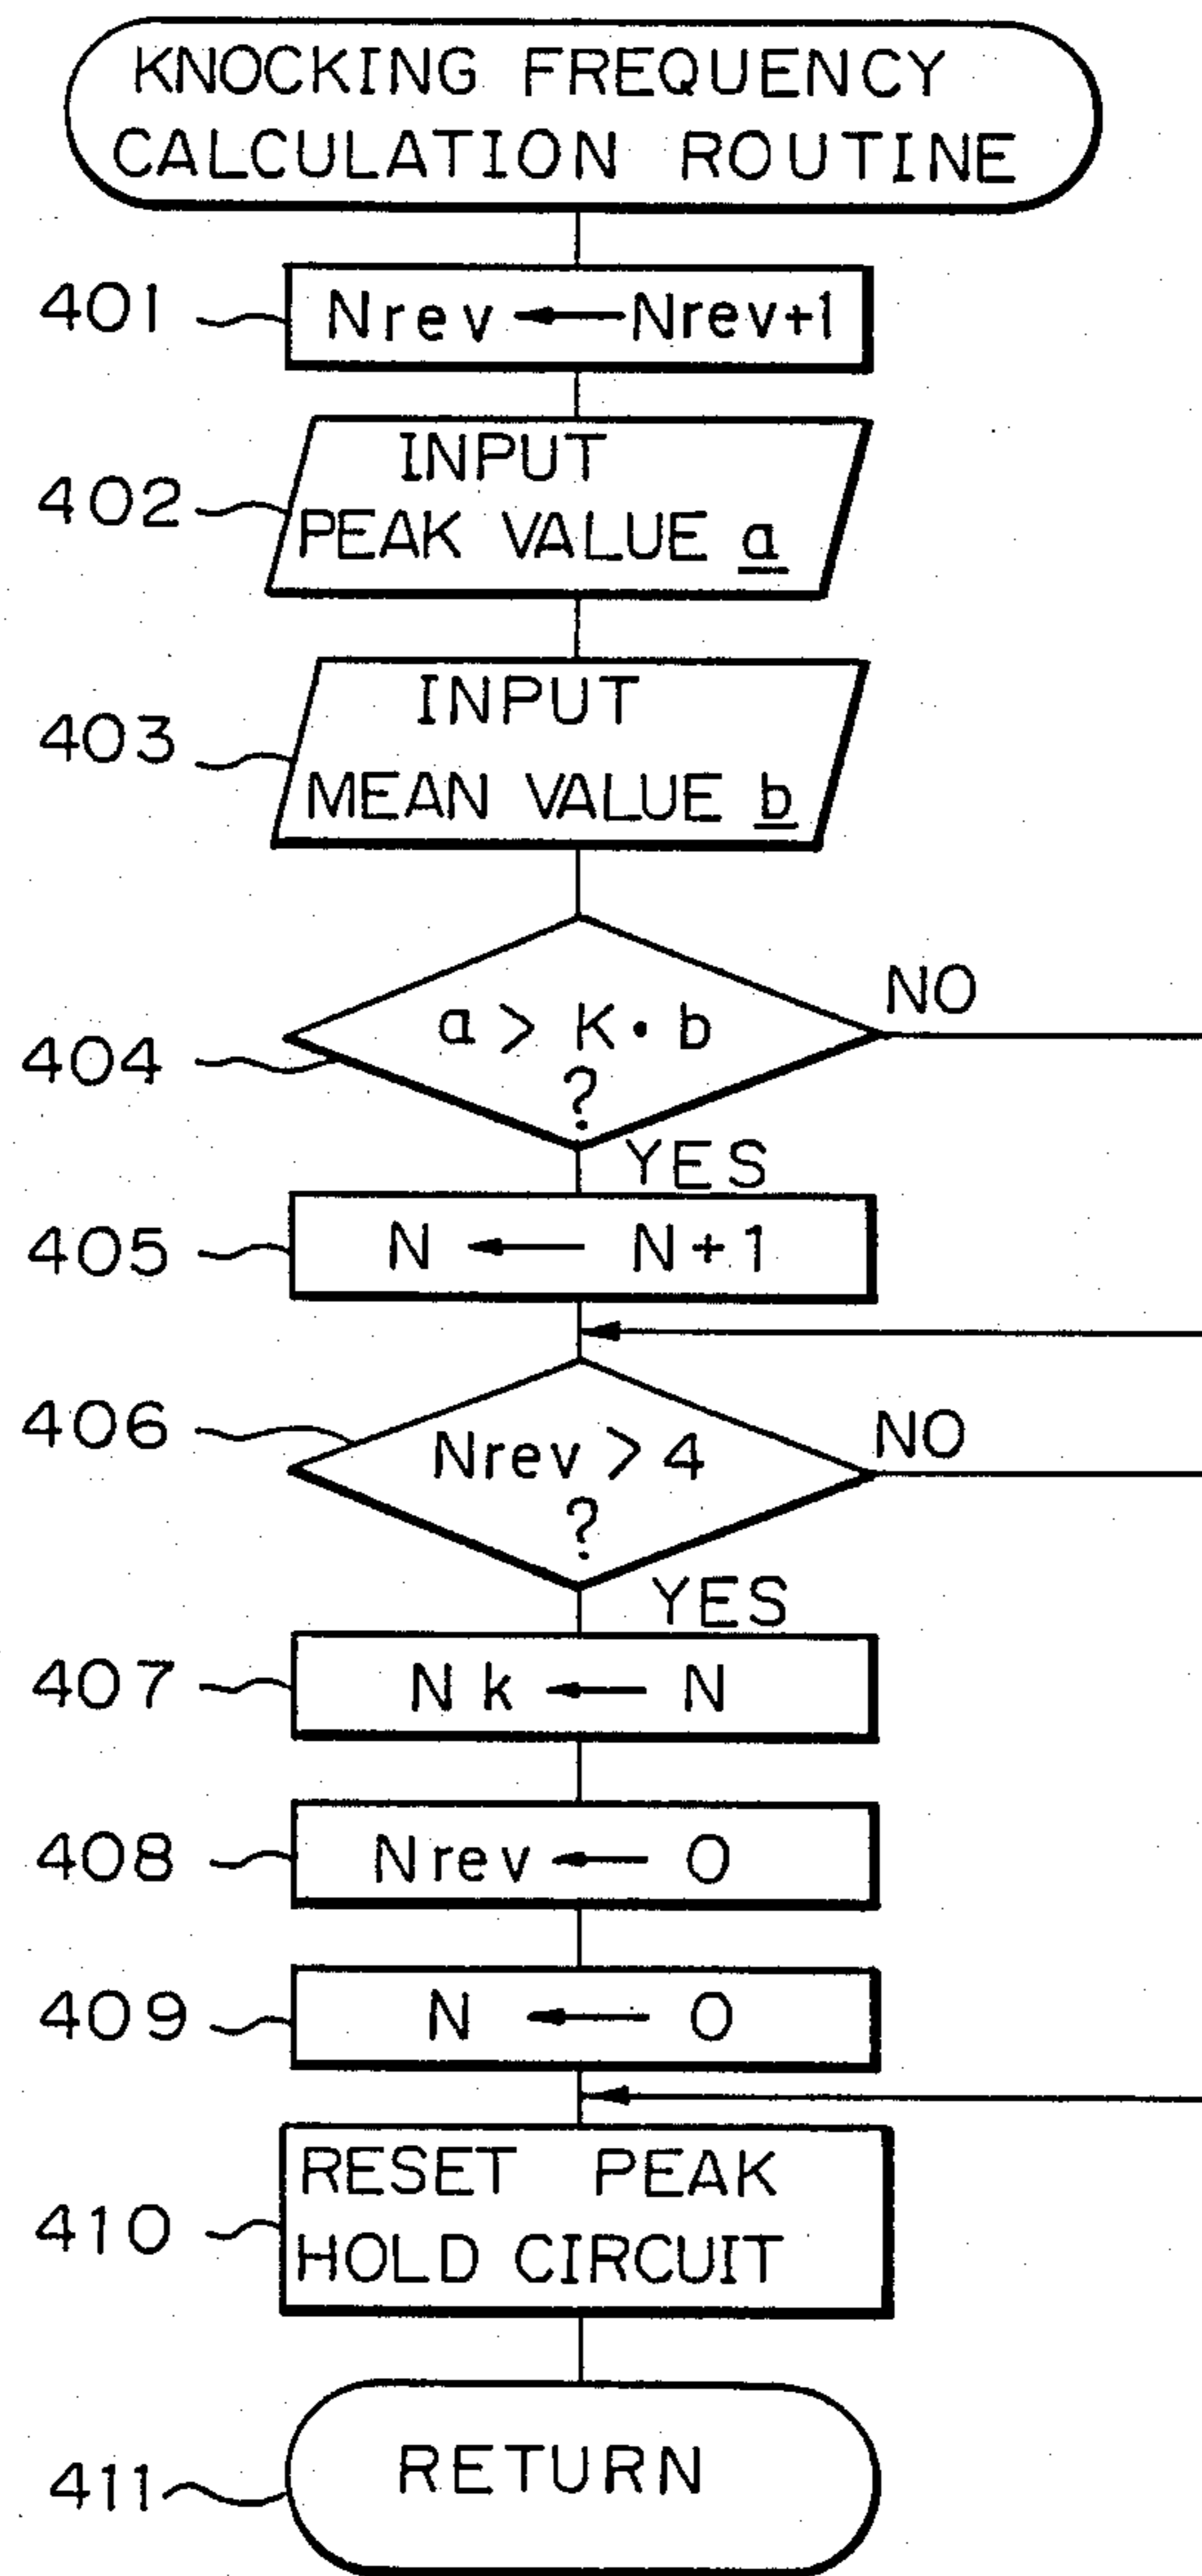 KNOCKING FREQUENCY
CALCULATION ROUTINE
401
Nrev ← Nrev+1
402
INPUT
PEAK VALUE a
403
INPUT
MEAN VALUE b
404
a > K · b
?
NO
YES
405
N ← N+1
406
Nrev > 4
?
NO
YES
407
Nk ← N
408
Nrev ← 0
409
N ← 0
410
RESET PEAK
HOLD CIRCUIT
411
RETURN